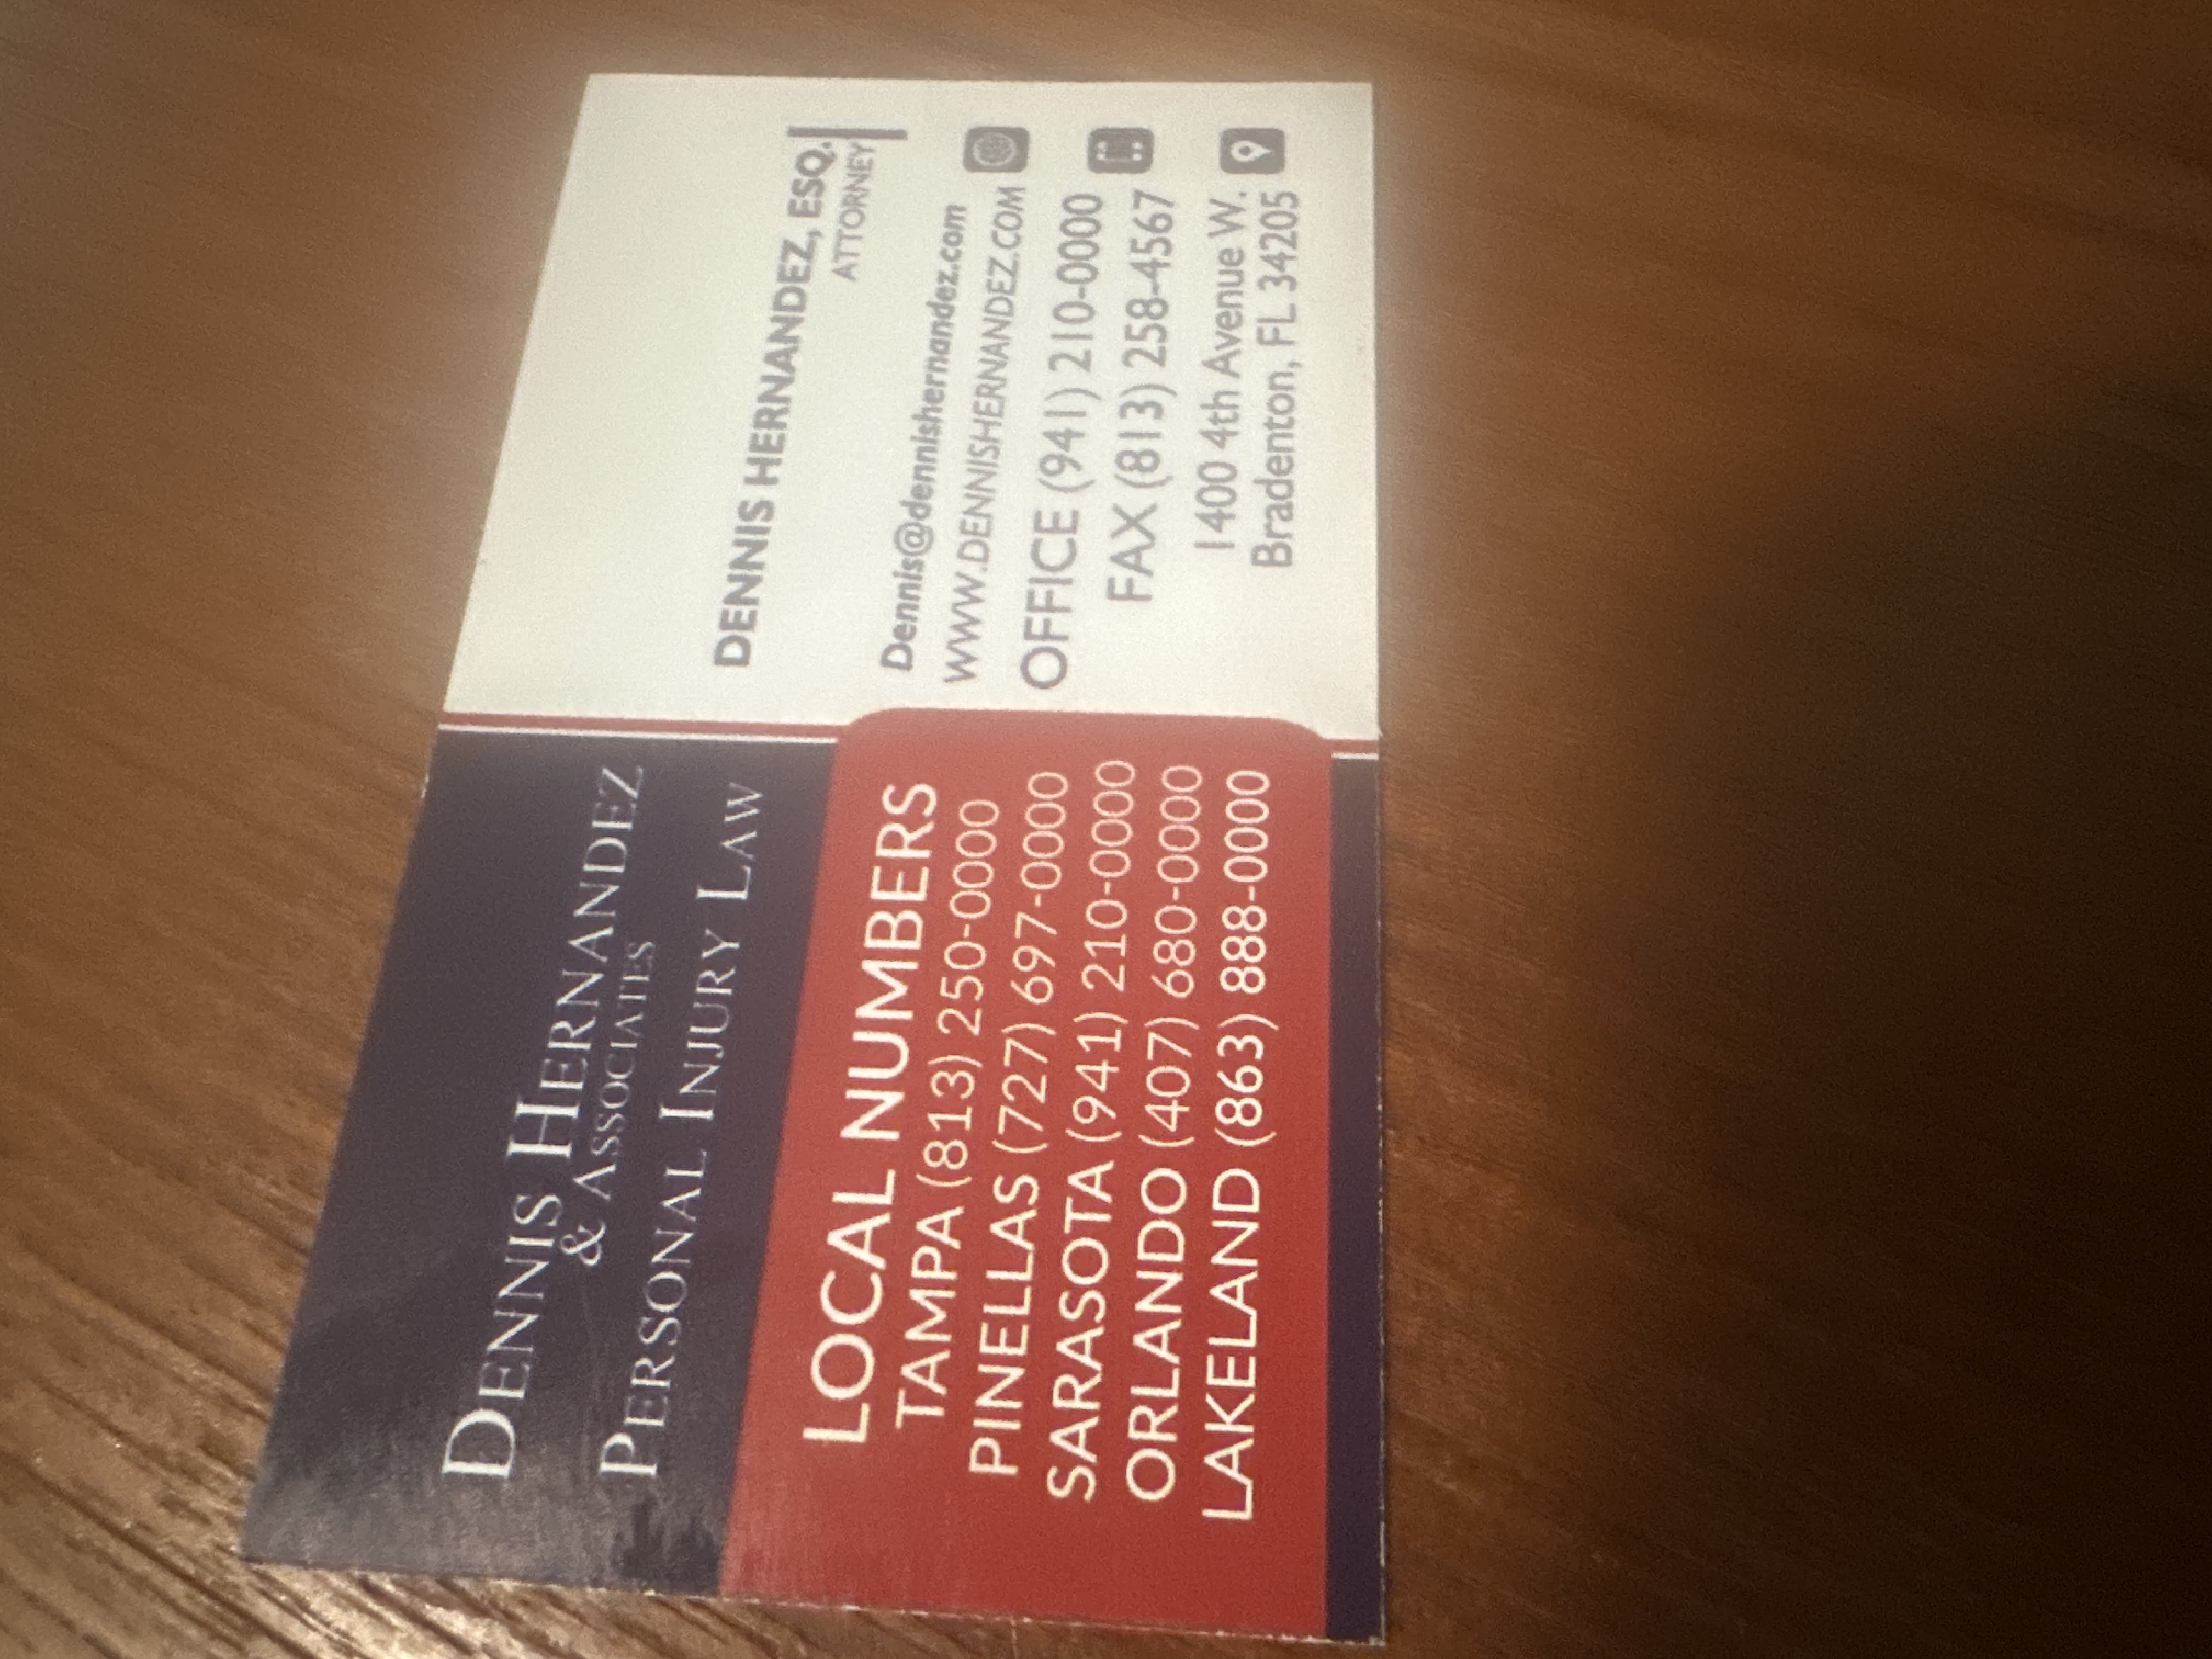 DENNIS HERNANDEZ
& ASSOCIATES
PERSONAL INJURY LAW
LOCAL NUMBERS
TAMPA (813) 250-0000
PINELLAS (727) 697-0000
SARASOTA (941) 210-0000
ORLANDO (407) 680-0000
LAKELAND (863) 888-0000
DENNIS HERNANDEZ, ESQ.
ATTORNEY
Dennis@dennishernandez.com
WWW.DENNISHERNANDEZ.COM
OFFICE (941) 210-0000
FAX (813) 258-4567
1400 4th Avenue W.
Bradenton, FL 34205